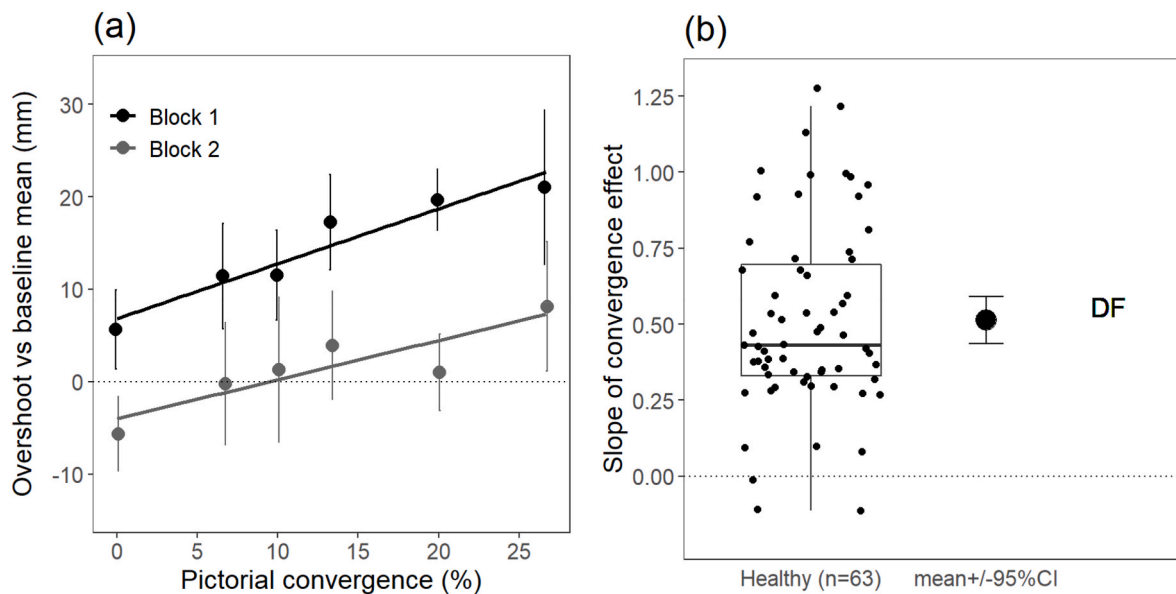 (a)
Overshoot vs baseline mean (mm)
30
20
10
0
-10
Block 1
Block 2
0 5 10 15 20 25
Pictorial convergence (%)
(b)
Slope of convergence effect
1.25
1.00
0.75
0.50
0.25
0.00
DF
Healthy (n=63) mean+/-95%CI